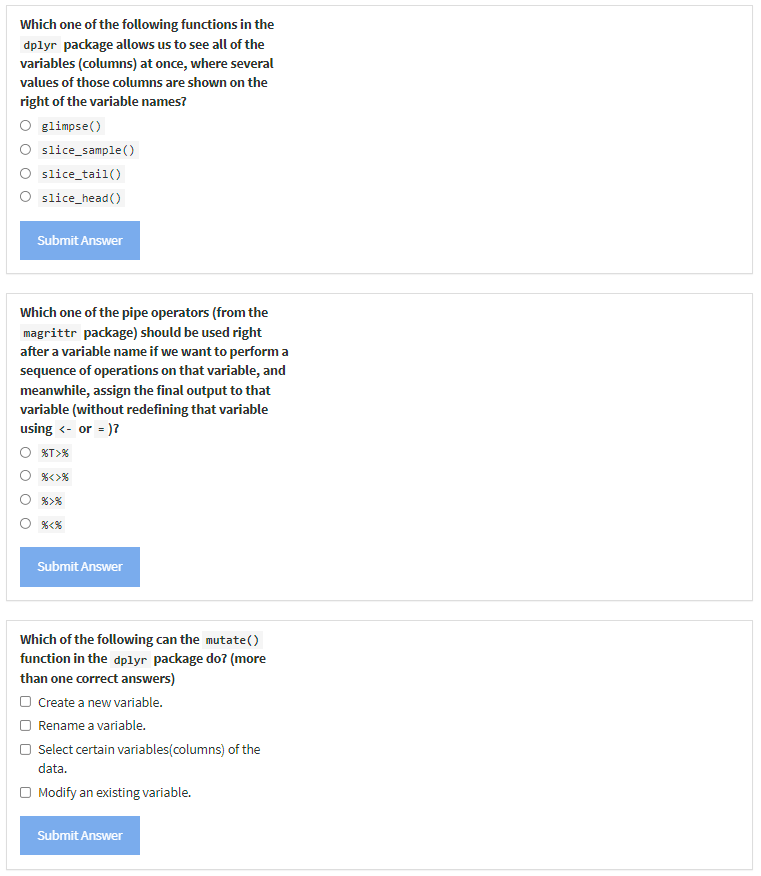 Which one of the following functions in the
dplyr package allows us to see all of the
variables (columns) at once, where several
values of those columns are shown on the
right of the variable names?
glimpse()
slice_sample()
slice_tail()
slice_head()
Submit Answer
Which one of the pipe operators (from the
magrittr package) should be used right
after a variable name if we want to perform a
sequence of operations on that variable, and
meanwhile, assign the final output to that
variable (without redefining that variable
using <- or = )?
%T>%
%<>%
%>%
%<%
Submit Answer
Which of the following can the mutate()
function in the dplyr package do? (more
than one correct answers)
Create a new variable.
Rename a variable.
Select certain variables(columns) of the
data.
Modify an existing variable.
Submit Answer